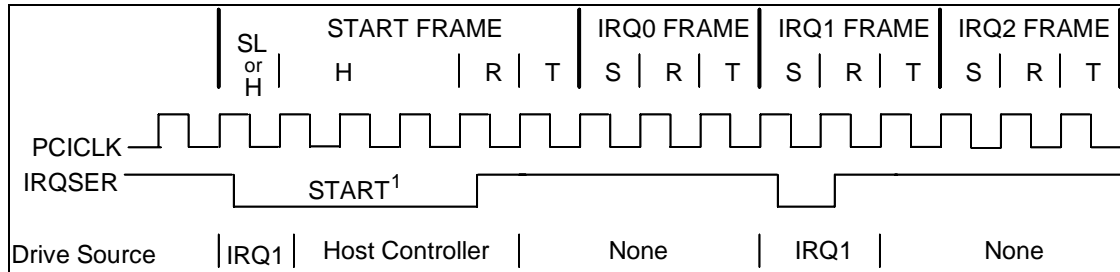 START FRAME IRQ0 FRAME IRQ1 FRAME IRQ2 FRAME
SL
or
H
H R T S R T S R T S R T
PCICLK
IRQSER
START1
Drive Source IRQ1 Host Controller None IRQ1 None